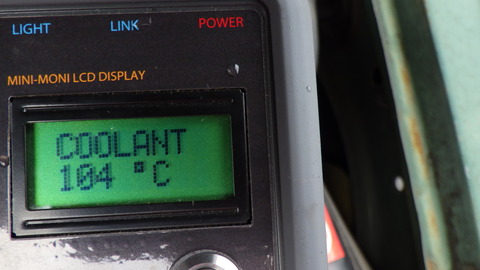 LIGHT LINK POWER
MINI-MONI LCD DISPLAY
COOLANT
104 °C